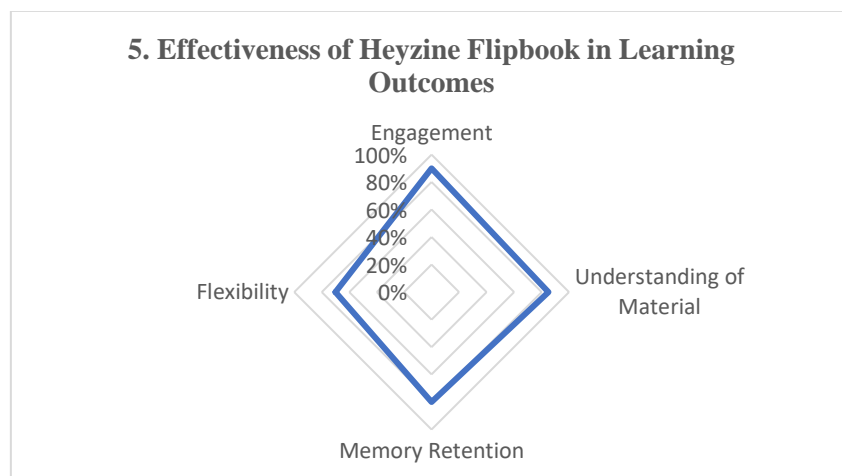 5. Effectiveness of Heyzine Flipbook in Learning
Outcomes
Engagement
100%
80%
60%
40%
20%
0%
Flexibility
Understanding of
Material
Memory Retention